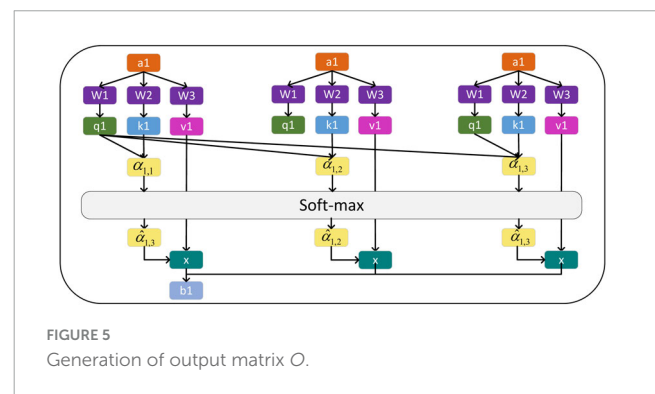 a1 a1 a1
W1 W2 W3 W1 W2 W3 W1 W2 W3
q1 k1 v1 q1 k1 v1 q1 k1 v1
α1,1 α1,2 α1,3
Soft-max
α̂1,3 α̂1,2 α̂1,3
x x x
b1
FIGURE 5
Generation of output matrix O.